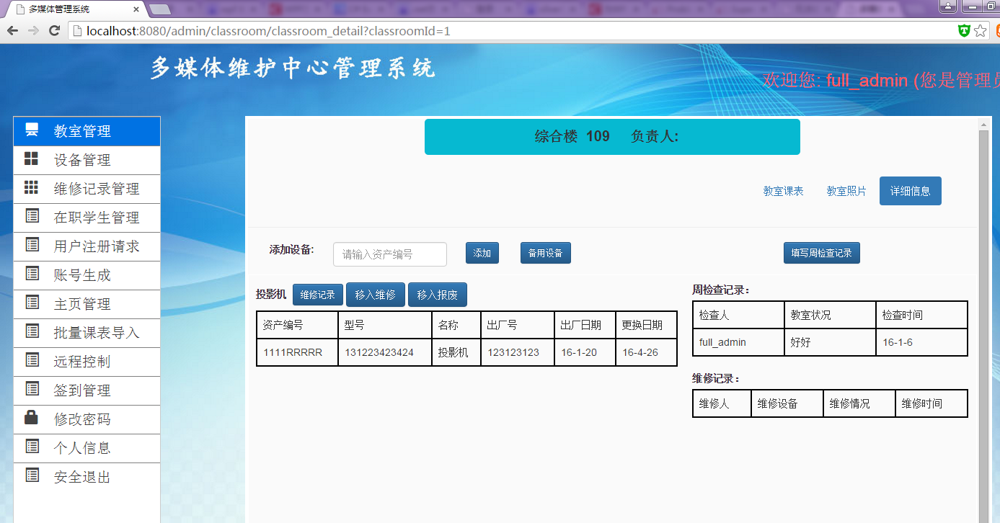 多媒体管理系统
localhost:8080/admin/classroom/classroom_detail?classroomId=1
多媒体维护中心管理系统
欢迎您: full_admin (您是管理员
教室管理
设备管理
维修记录管理
在职学生管理
用户注册请求
账号生成
主页管理
批量课表导入
远程控制
签到管理
修改密码
个人信息
安全退出
综合楼 109 负责人:
教室课表 教室照片 详细信息
添加设备: 请输入资产编号 添加 备用设备 填写周检查记录
投影机 维修记录 移入维修 移入报废
资产编号 型号 名称 出厂号 出厂日期 更换日期
1111RRRRR 131223423424 投影机 123123123 16-1-20 16-4-26
周检查记录：
检查人 教室状况 检查时间
full_admin 好好 16-1-6
维修记录：
维修人 维修设备 维修情况 维修时间